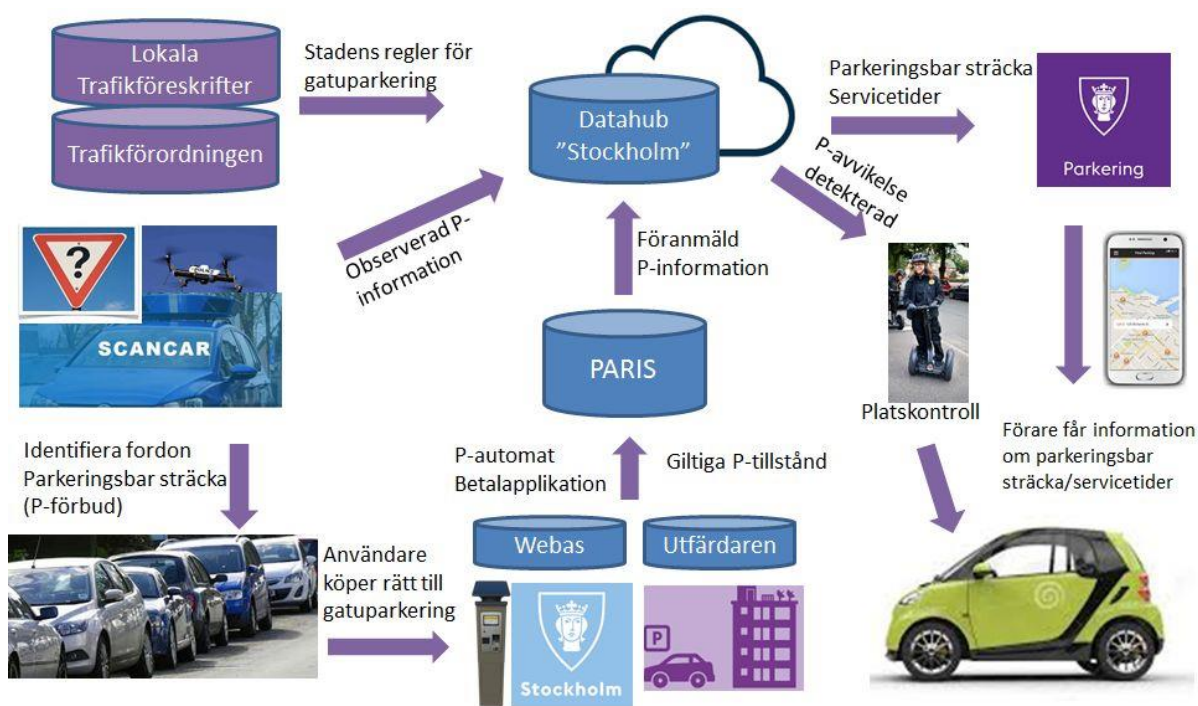 Lokala
Trafikföreskrifter
Trafikförordningen
Stadens regler för
gatuparkering
Datahub
"Stockholm"
Parkeringsbar sträcka
Servicetider
Parkering
P-avvikelse
detekterad
Observerad P-
information
Föranmäld
P-information
?
SCANCAR
PARIS
Platskontroll
Identifiera fordon
Parkeringsbar sträcka
(P-förbud)
P-automat
Betalapplikation
Giltiga P-tillstånd
Förare får information
om parkeringsbar
sträcka/servicetider
Användare
köper rätt till
gatuparkering
Webas
Utfärdaren
P
Stockholm